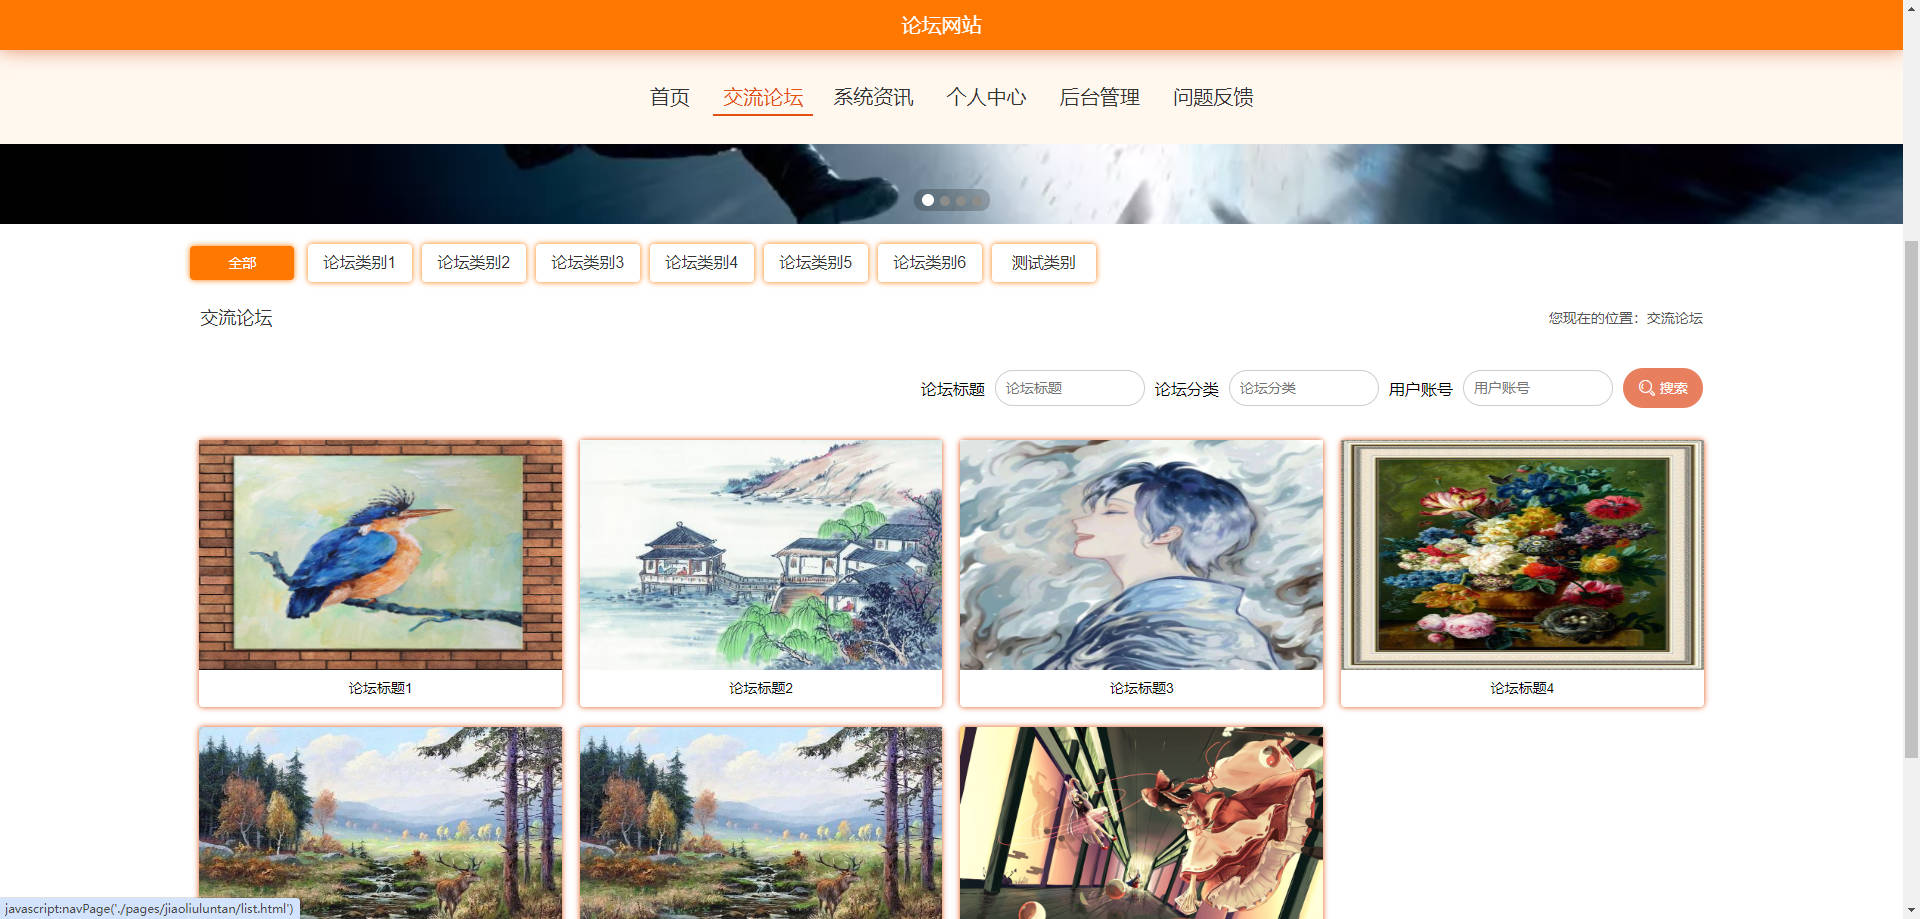 论坛网站
首页 交流论坛 系统资讯 个人中心 后台管理 问题反馈
全部 论坛类别1 论坛类别2 论坛类别3 论坛类别4 论坛类别5 论坛类别6 测试类别
交流论坛 您现在的位置：交流论坛
论坛标题 论坛标题 论坛分类 论坛分类 用户账号 用户账号 搜索
论坛标题1 论坛标题2 论坛标题3 论坛标题4
javascript:navPage('./pages/jiaoliuluntan/list.html')